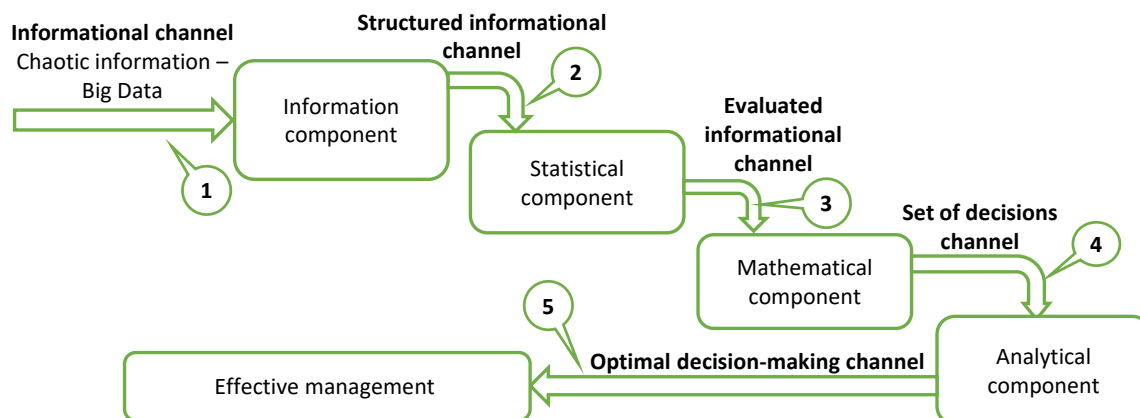 Informational channel
Chaotic information –
Big Data
1
Information
component
Structured informational
channel
2
Statistical
component
Evaluated
informational
channel
3
Mathematical
component
Set of decisions
channel
4
Analytical
component
5
Optimal decision-making channel
Effective management